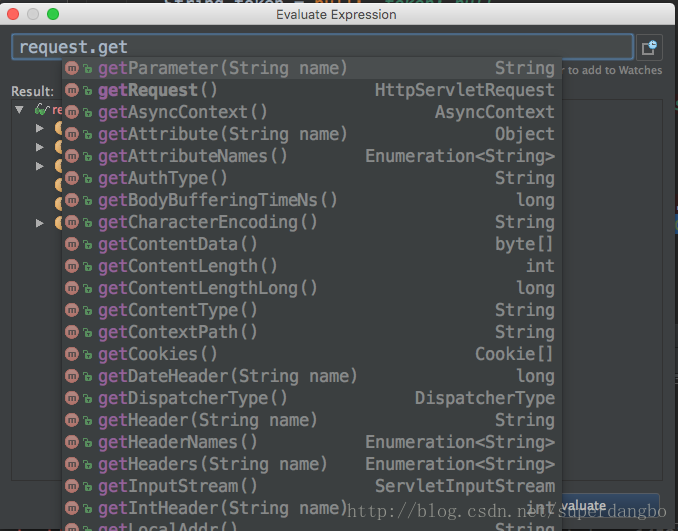 Evaluate Expression
request.get
to add to Watches
Result:
getParameter(String name) String
getRequest() HttpServletRequest
getAsyncContext() AsyncContext
getAttribute(String name) Object
getAttributeNames() Enumeration<String>
getAuthType() String
getBodyBufferingTimeNs() long
getCharacterEncoding() String
getContentData() byte[]
getContentLength() int
getContentLengthLong() long
getContentType() String
getContextPath() String
getCookies() Cookie[]
getDateHeader(String name) long
getDispatcherType() DispatcherType
getHeader(String name) String
getHeaderNames() Enumeration<String>
getHeaders(String name) Enumeration<String>
getInputStream() ServletInputStream
getIntHeader(String name) int
http://blog.csdn.net/superdangbo
valuate
getLocalAddr() String